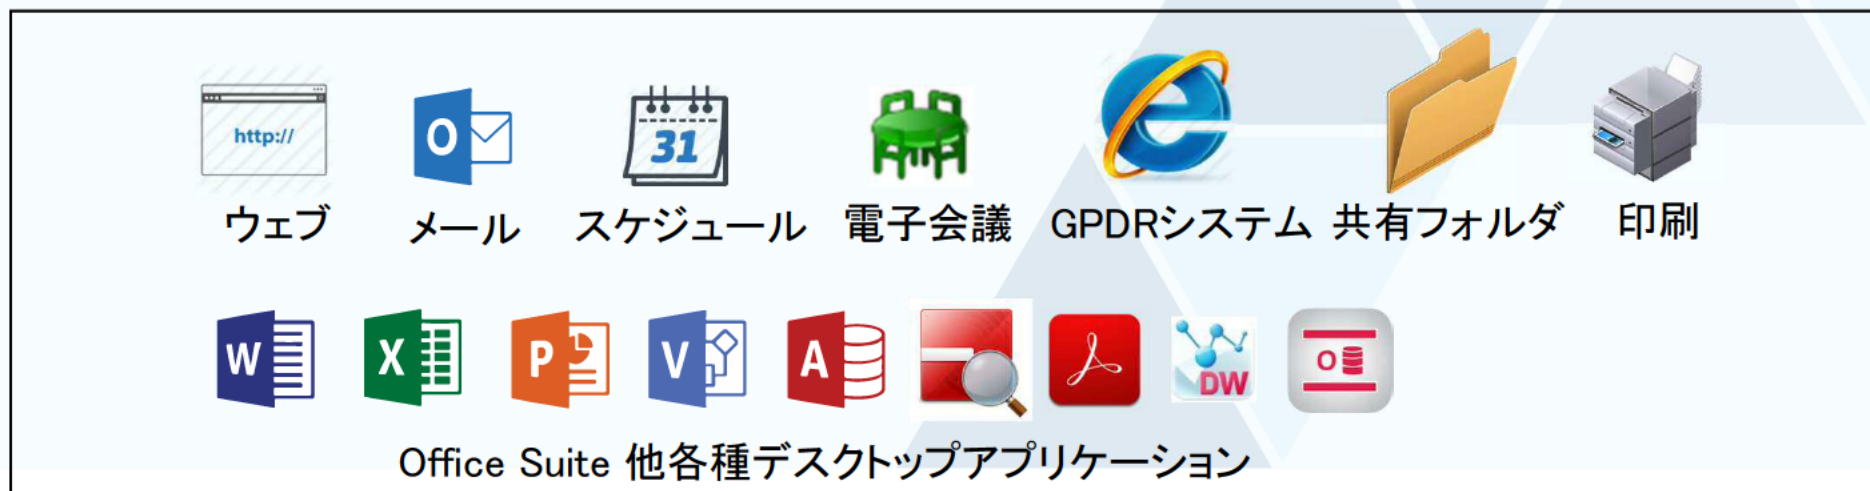 http://
O
31
ウェブ
メール
スケジュール
電子会議
GPDRシステム
共有フォルダ
印刷
W
X
P
V
A
DW
O
Office Suite 他各種デスクトップアプリケーション